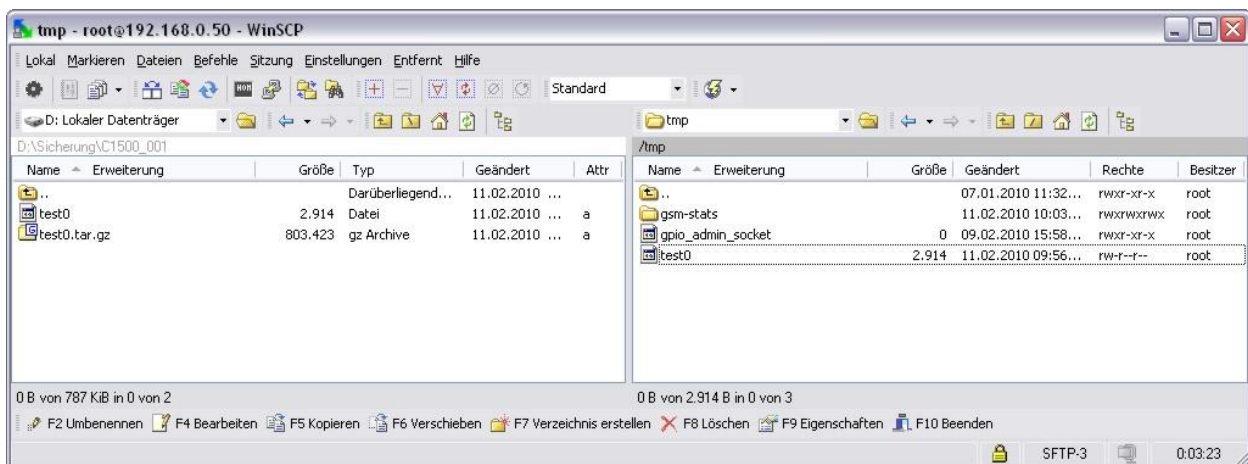 tmp - root@192.168.0.50 - WinSCP
Lokal Markieren Dateien Befehle Sitzung Einstellungen Entfernt Hilfe
Standard
D: Lokaler Datenträger
tmp
D:\Sicherung\C1500_001
/tmp
Name Erweiterung Größe Typ Geändert Attr
.. Darüberliegend... 11.02.2010 ...
test0 2.914 Datei 11.02.2010 ... a
test0.tar.gz 803.423 gz Archive 11.02.2010 ... a
Name Erweiterung Größe Geändert Rechte Besitzer
.. 07.01.2010 11:32... rwxr-xr-x root
gsm-stats 11.02.2010 10:03... rwxrwxrwx root
gpio_admin_socket 0 09.02.2010 15:58... rwxr-xr-x root
test0 2.914 11.02.2010 09:56... rw-r--r-- root
0 B von 787 KiB in 0 von 2
0 B von 2.914 B in 0 von 3
F2 Umbenennen F4 Bearbeiten F5 Kopieren F6 Verschieben F7 Verzeichnis erstellen F8 Löschen F9 Eigenschaften F10 Beenden
SFTP-3 0:03:23